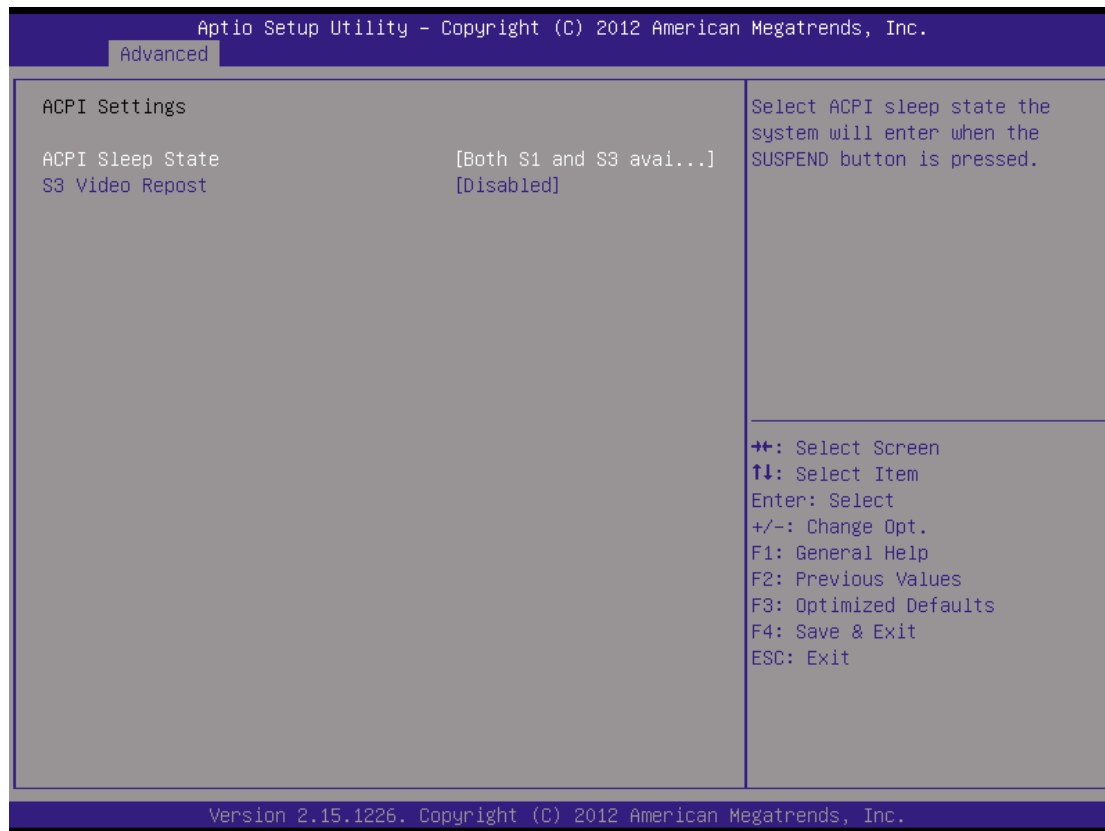 Aptio Setup Utility – Copyright (C) 2012 American Megatrends, Inc.
Advanced
ACPI Settings
ACPI Sleep State [Both S1 and S3 avai...]
S3 Video Repost [Disabled]
Select ACPI sleep state the
system will enter when the
SUSPEND button is pressed.
→←: Select Screen
↑↓: Select Item
Enter: Select
+/-: Change Opt.
F1: General Help
F2: Previous Values
F3: Optimized Defaults
F4: Save & Exit
ESC: Exit
Version 2.15.1226. Copyright (C) 2012 American Megatrends, Inc.